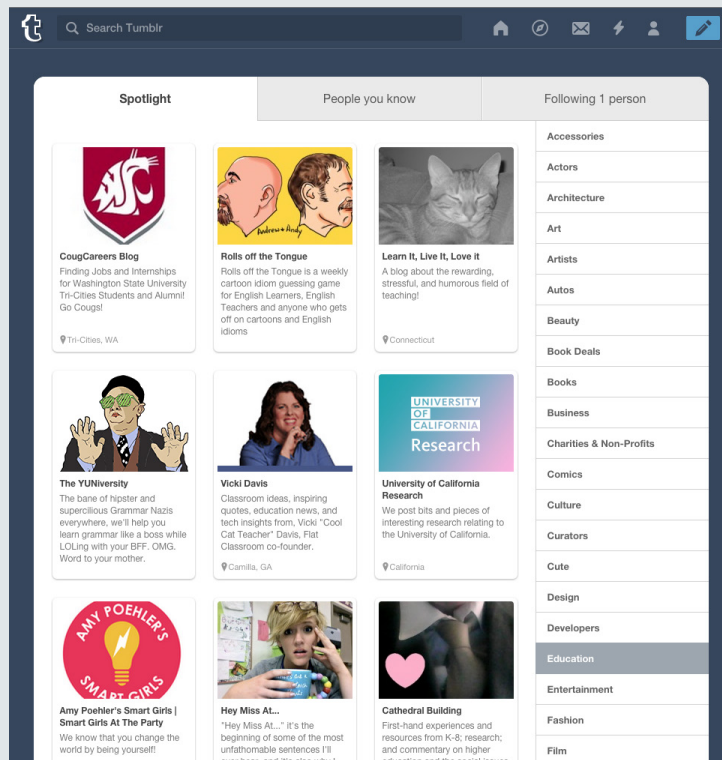 t
Search Tumblr
Spotlight
People you know
Following 1 person
CougCareers Blog
Finding Jobs and Internships
for Washington State University
Tri-Cities Students and Alumni!
Go Cougs!
Tri-Cities, WA
Andrew + Andy
Rolls off the Tongue
Rolls off the Tongue is a weekly
cartoon idiom guessing game
for English Learners, English
Teachers and anyone who gets
off on cartoons and English
idioms
Learn It, Live It, Love it
A blog about the rewarding,
stressful, and humorous field of
teaching!
Connecticut
The YUNiversity
The bane of hipster and
supercilious Grammar Nazis
everywhere, we'll help you
learn grammar like a boss while
LOLing with your BFF. OMG.
Word to your mother.
Vicki Davis
Classroom ideas, inspiring
quotes, education news, and
tech insights from, Vicki "Cool
Cat Teacher" Davis, Flat
Classroom co-founder.
Camilla, GA
UNIVERSITY
OF
CALIFORNIA
Research
University of California
Research
We post bits and pieces of
interesting research relating to
the University of California.
California
AMY POEHLER'S
SMART GIRLS
Amy Poehler's Smart Girls |
Smart Girls At The Party
We know that you change the
world by being yourself!
Hey Miss At...
"Hey Miss At..." it's the
beginning of some of the most
unfathomable sentences I'll
ever hear, and it's also why I
Cathedral Building
First-hand experiences and
resources from K-8; research;
and commentary on higher
education and the social issues
Accessories
Actors
Architecture
Art
Artists
Autos
Beauty
Book Deals
Books
Business
Charities & Non-Profits
Comics
Culture
Curators
Cute
Design
Developers
Education
Entertainment
Fashion
Film